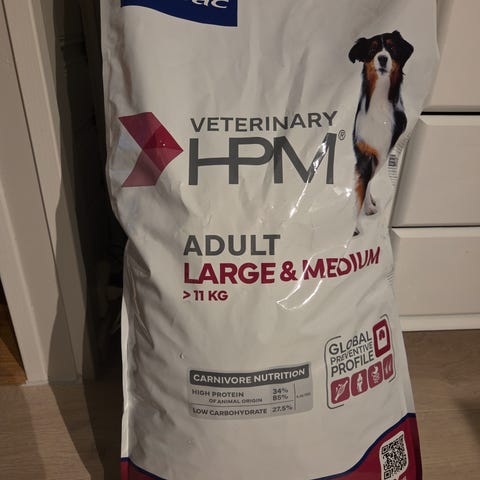 VETERINARY
HPM®
ADULT
LARGE & MEDIUM
> 11 KG
GLOBAL
PREVENTIVE
PROFILE
CARNIVORE NUTRITION
HIGH PROTEIN 34%
OF ANIMAL ORIGIN 85%
LOW CARBOHYDRATE 27.5%